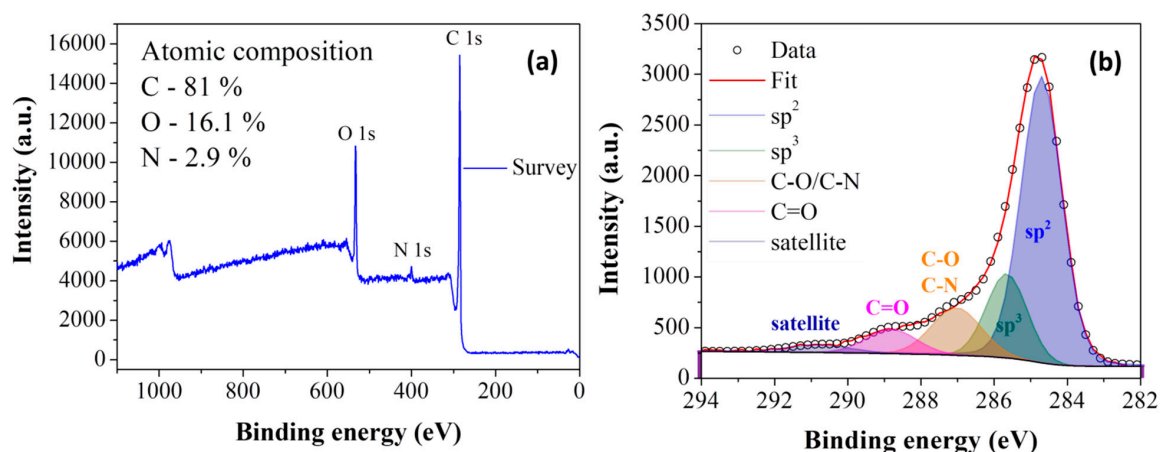 (a)
Atomic composition
C - 81 %
O - 16.1 %
N - 2.9 %
C 1s
O 1s
N 1s
Survey
16000
14000
12000
10000
8000
6000
4000
2000
0
1000
800
600
400
200
0
Intensity (a.u.)
Binding energy (eV)
(b)
Data
Fit
sp²
sp³
C-O/C-N
C=O
satellite
satellite
C=O
C-O
C-N
sp³
sp²
3500
3000
2500
2000
1500
1000
500
0
294
292
290
288
286
284
282
Intensity (a.u.)
Binding energy (eV)